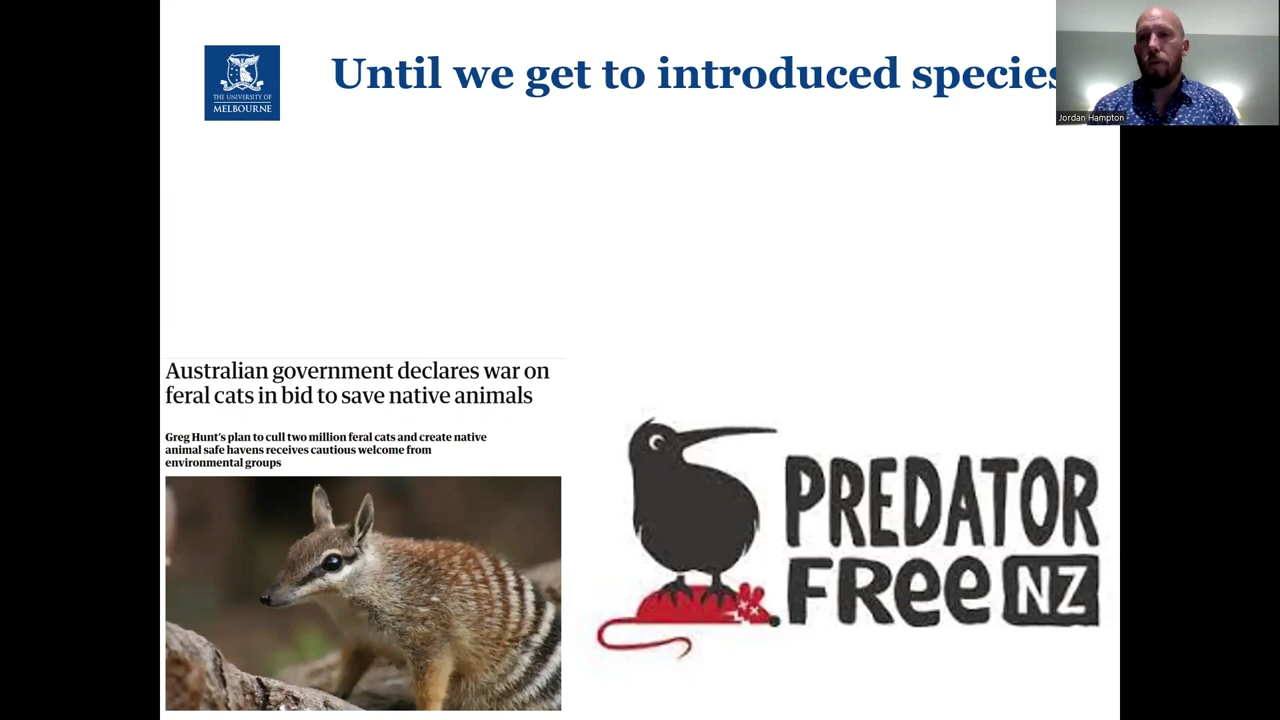 THE UNIVERSITY OF
MELBOURNE
Until we get to introduced species
Jordan Hampton
Australian government declares war on
feral cats in bid to save native animals
Greg Hunt's plan to cull two million feral cats and create native
animal safe havens receives cautious welcome from
environmental groups
PREDATOR
FREE NZ